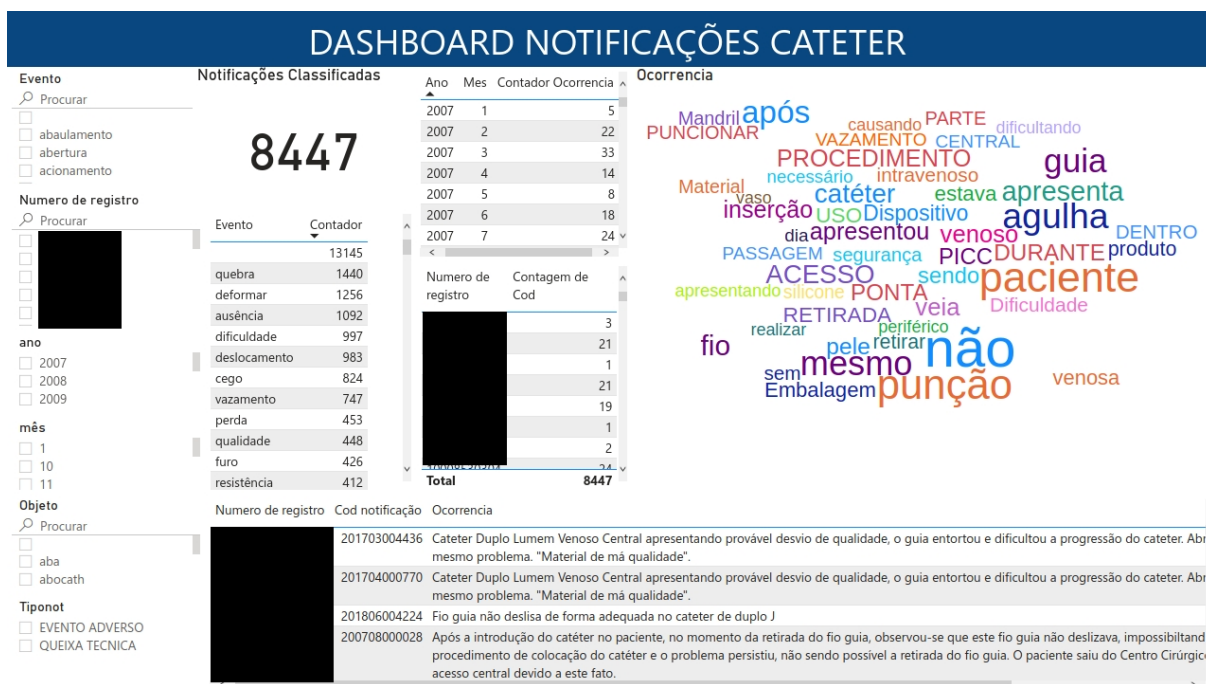 DASHBOARD NOTIFICAÇÕES CATETER
Evento
Procurar
abaulamento
abertura
acionamento
Numero de registro
Procurar
ano
2007
2008
2009
mês
1
10
11
Objeto
Procurar
aba
abocath
Tiponot
EVENTO ADVERSO
QUEIXA TECNICA
Notificações Classificadas
8447
Evento Contador
13145
quebra 1440
deformar 1256
ausência 1092
dificuldade 997
deslocamento 983
cego 824
vazamento 747
perda 453
qualidade 448
furo 426
resistência 412
Ano Mes Contador Ocorrencia
2007 1 5
2007 2 22
2007 3 33
2007 4 14
2007 5 8
2007 6 18
2007 7 24
Numero de Contagem de
registro Cod
3
21
1
21
19
1
2
24
Total 8447
Ocorrencia
Mandril após causando PARTE dificultando
PUNCIONAR VAZAMENTO CENTRAL
PROCEDIMENTO guia
necessário intravenoso
Material vaso catéter estava apresenta
inserção USO Dispositivo agulha
dia apresentou venoso DENTRO
PASSAGEM segurança PICC DURANTE produto
ACESSO sendo paciente
apresentando silicone PONTA veia Dificuldade
RETIRADA
realizar periférico
fio pele retirar não
sem mesmo punção venosa
Embalagem
Numero de registro Cod notificação Ocorrencia
201703004436 Cateter Duplo Lumem Venoso Central apresentando provável desvio de qualidade, o guia entortou e dificultou a progressão do cateter. Abr
mesmo problema. "Material de má qualidade".
201704000770 Cateter Duplo Lumem Venoso Central apresentando provável desvio de qualidade, o guia entortou e dificultou a progressão do cateter. Abr
mesmo problema. "Material de má qualidade".
201806004224 Fio guia não deslisa de forma adequada no cateter de duplo J
200708000028 Após a introdução do catéter no paciente, no momento da retirada do fio guia, observou-se que este fio guia não deslizava, impossibiltand
procedimento de colocação do catéter e o problema persistiu, não sendo possível a retirada do fio guia. O paciente saiu do Centro Cirúrgic
acesso central devido a este fato.